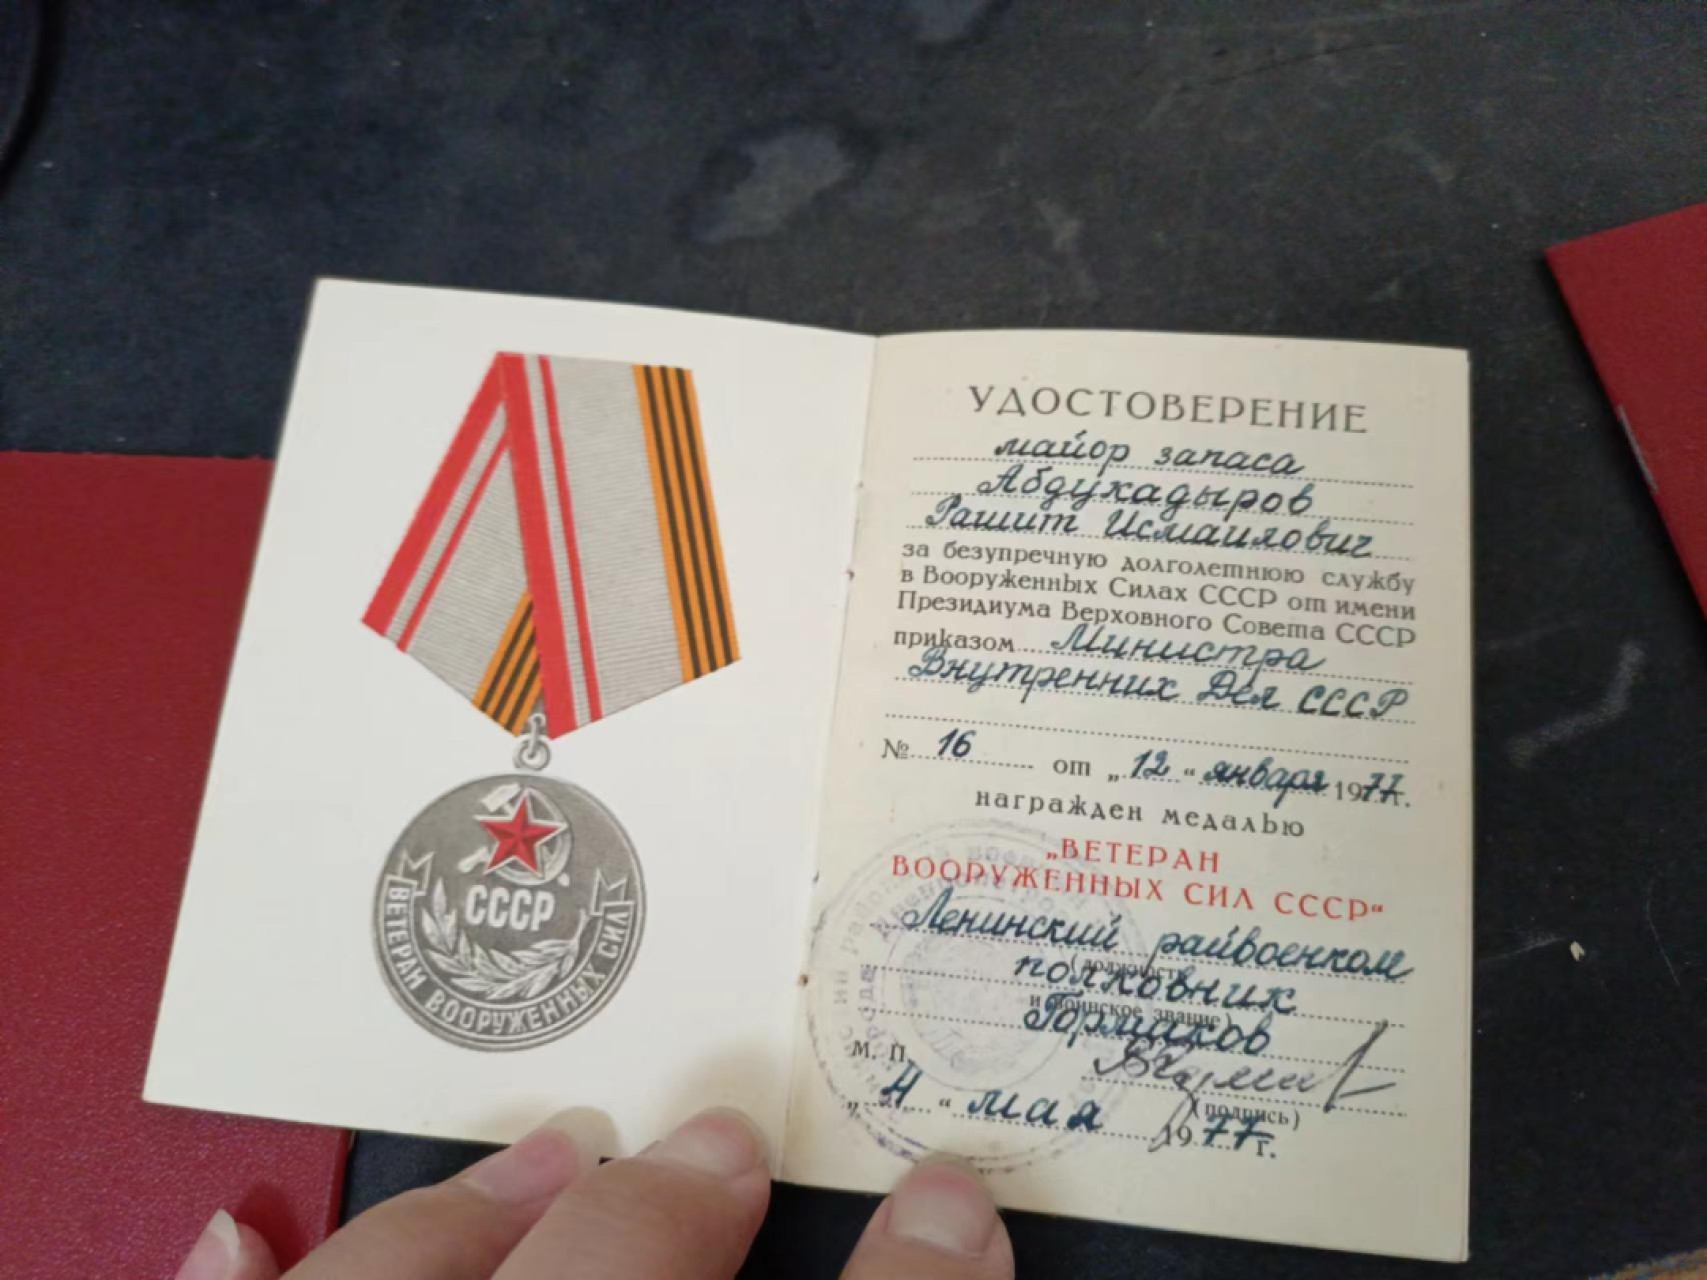 СССР
ВЕТЕРАН ВООРУЖЕННЫХ СИЛ
УДОСТОВЕРЕНИЕ
майор запаса
Абдукадыров
Рашит Исмаилович
за безупречную долголетнюю службу
в Вооруженных Силах СССР от имени
Президиума Верховного Совета СССР
приказом Министра
Внутренних Дел СССР
№ 16 от „12“ января 1977 г.
награжден медалью
„ВЕТЕРАН
ВООРУЖЕННЫХ СИЛ СССР“
Ленинский райвоенком
(должность
полковник
и воинское звание)
М. П.
(подпись)
„4“ мая 1977 г.